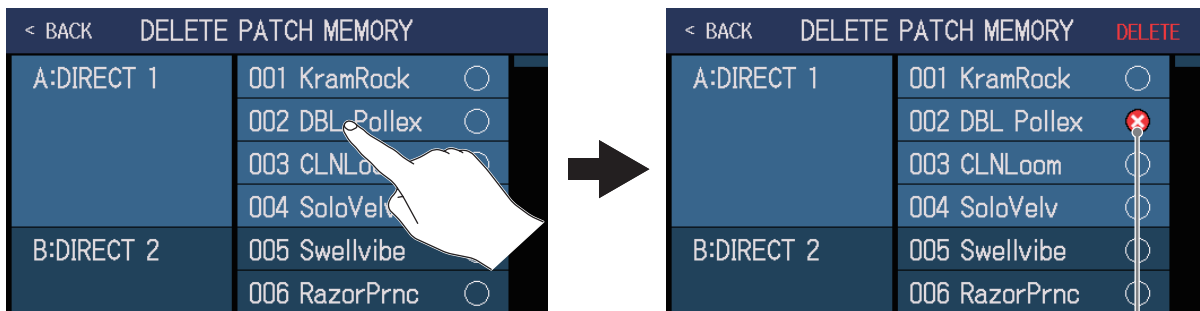 < BACK DELETE PATCH MEMORY
A:DIRECT 1
001 KramRock
002 DBL Pollex
003
004
B:DIRECT 2
005 Swellvibe
006 RazorPrnc
< BACK DELETE PATCH MEMORY DELETE
A:DIRECT 1
001 KramRock
002 DBL Pollex
003 CLNLoom
004 SoloVelv
B:DIRECT 2
005 Swellvibe
006 RazorPrnc